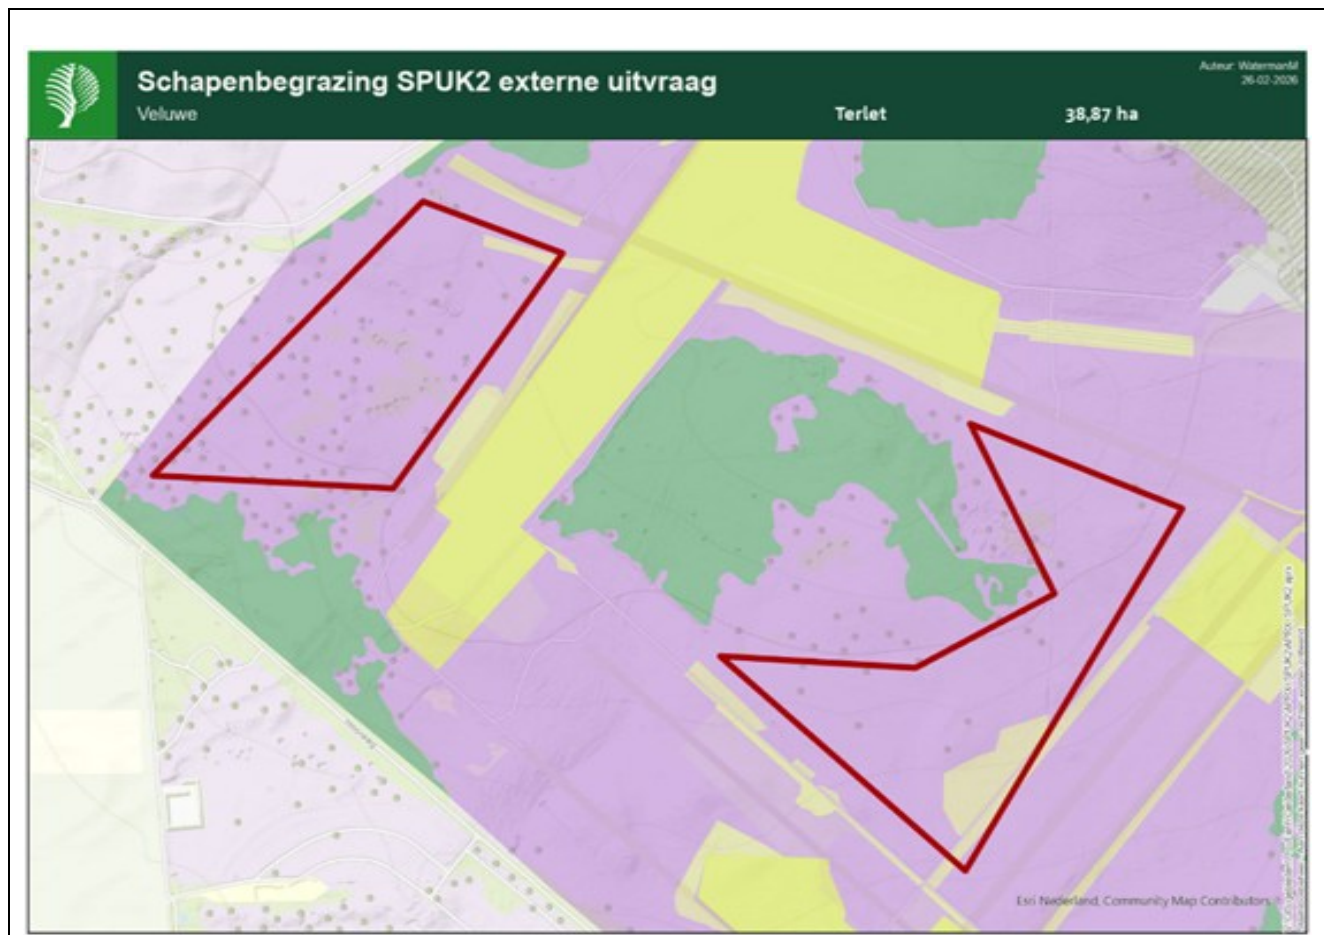 Schapenbegrazing SPUK2 externe uitvraag
Auteur: WatermanM
26-02-2026
Veluwe
Terlet
38,87 ha
Esri Nederland, Community Map Contributors